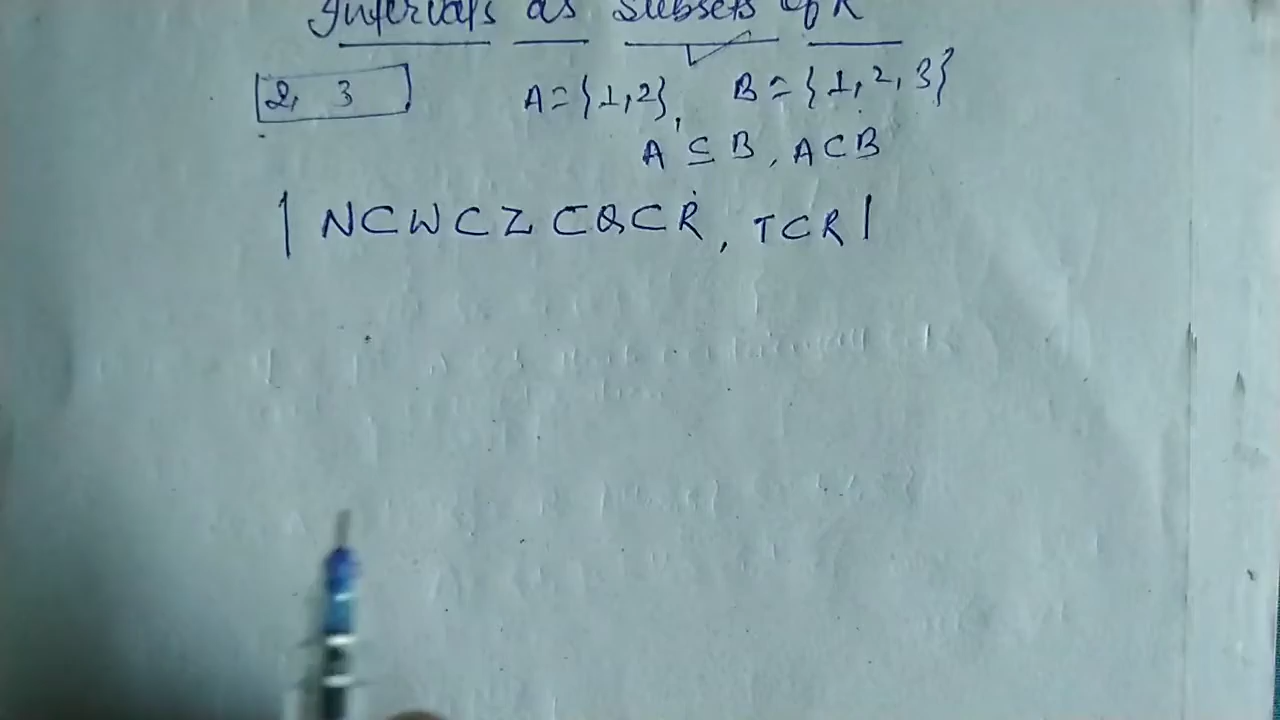 Intervals as Subsets of R
2, 3 A = {1,2}, B = {1,2,3}
A ⊆ B, A ⊂ B
N ⊂ W ⊂ Z ⊂ Q ⊂ R, T ⊂ R